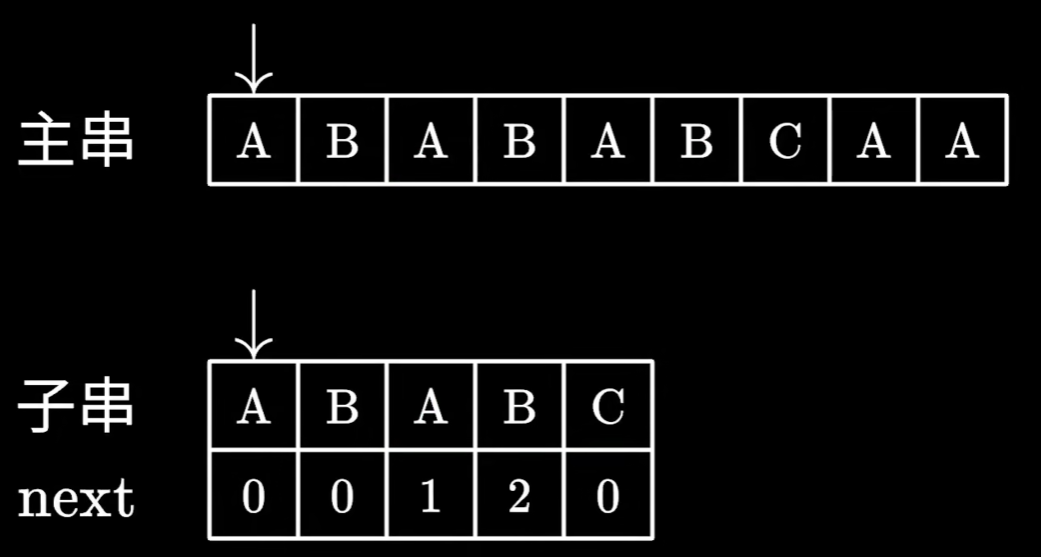 主串 A B A B A B C A A
子串 A B A B C
next 0 0 1 2 0